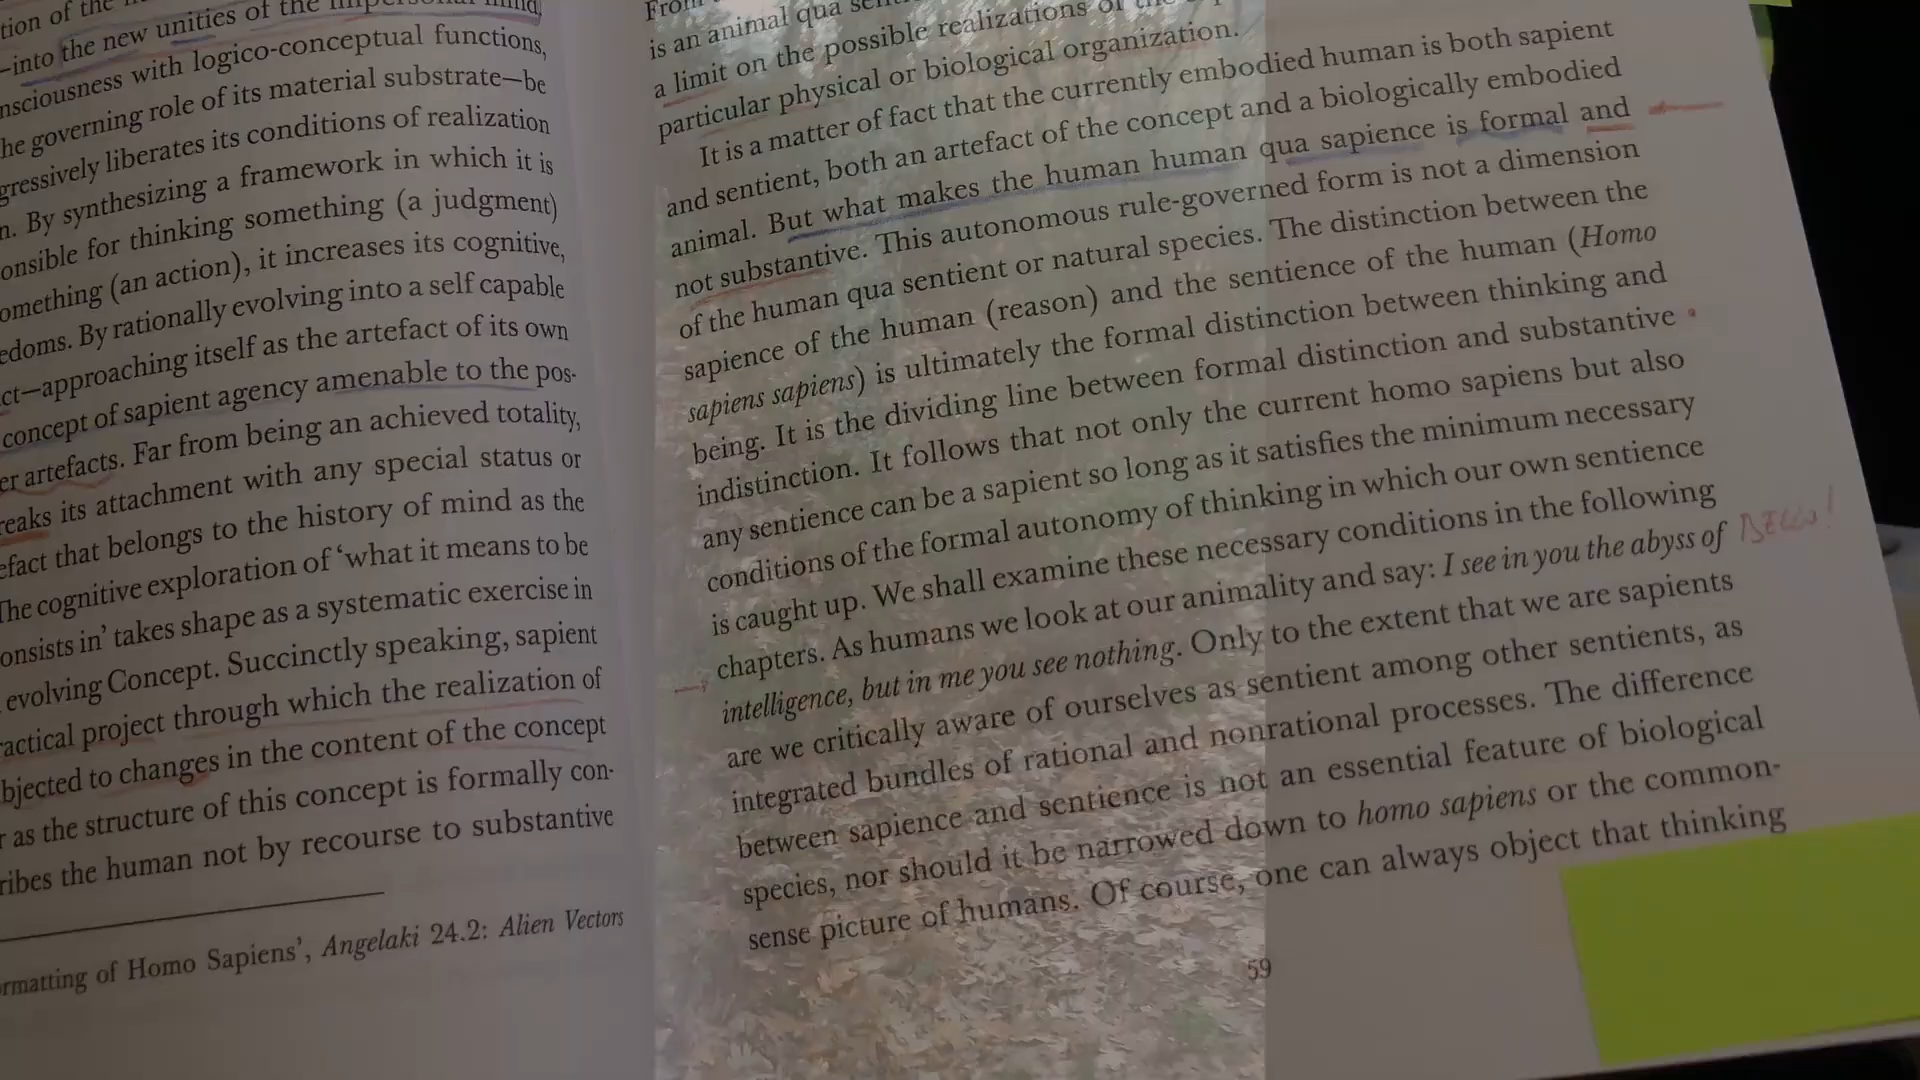 tion of the
—into the new unities of the impersonal mind
nsciousness with logico-conceptual functions,
he governing role of its material substrate—be
gressively liberates its conditions of realization
n. By synthesizing a framework in which it is
onsible for thinking something (a judgment)
omething (an action), it increases its cognitive,
edoms. By rationally evolving into a self capable
ct—approaching itself as the artefact of its own
concept of sapient agency amenable to the pos-
er artefacts. Far from being an achieved totality,
reaks its attachment with any special status or
efact that belongs to the history of mind as the
The cognitive exploration of ‘what it means to be
onsists in’ takes shape as a systematic exercise in
evolving Concept. Succinctly speaking, sapient
actical project through which the realization of
bjected to changes in the content of the concept
r as the structure of this concept is formally con-
ribes the human not by recourse to substantive
rmatting of Homo Sapiens’, Angelaki 24.2: Alien Vectors
From
is an animal qua
a limit on the possible realizations of the
particular physical or biological organization.
It is a matter of fact that the currently embodied human is both sapient
and sentient, both an artefact of the concept and a biologically embodied
animal. But what makes the human human qua sapience is formal and
not substantive. This autonomous rule-governed form is not a dimension
of the human qua sentient or natural species. The distinction between the
sapience of the human (reason) and the sentience of the human (Homo
sapiens sapiens) is ultimately the formal distinction between thinking and
being. It is the dividing line between formal distinction and substantive
indistinction. It follows that not only the current homo sapiens but also
any sentience can be a sapient so long as it satisfies the minimum necessary
conditions of the formal autonomy of thinking in which our own sentience
is caught up. We shall examine these necessary conditions in the following
chapters. As humans we look at our animality and say: I see in you the abyss of
intelligence, but in me you see nothing. Only to the extent that we are sapients
are we critically aware of ourselves as sentient among other sentients, as
integrated bundles of rational and nonrational processes. The difference
between sapience and sentience is not an essential feature of biological
species, nor should it be narrowed down to homo sapiens or the common-
sense picture of humans. Of course, one can always object that thinking
59